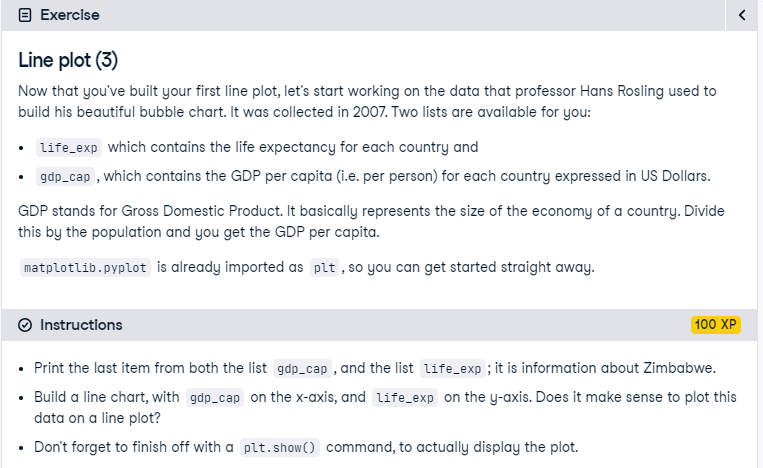 Exercise
Line plot (3)
Now that you've built your first line plot, let's start working on the data that professor Hans Rosling used to
build his beautiful bubble chart. It was collected in 2007. Two lists are available for you:
• life_exp which contains the life expectancy for each country and
• gdp_cap , which contains the GDP per capita (i.e. per person) for each country expressed in US Dollars.
GDP stands for Gross Domestic Product. It basically represents the size of the economy of a country. Divide
this by the population and you get the GDP per capita.
matplotlib.pyplot is already imported as plt , so you can get started straight away.
Instructions 100 XP
• Print the last item from both the list gdp_cap , and the list life_exp ; it is information about Zimbabwe.
• Build a line chart, with gdp_cap on the x-axis, and life_exp on the y-axis. Does it make sense to plot this
data on a line plot?
• Don't forget to finish off with a plt.show() command, to actually display the plot.